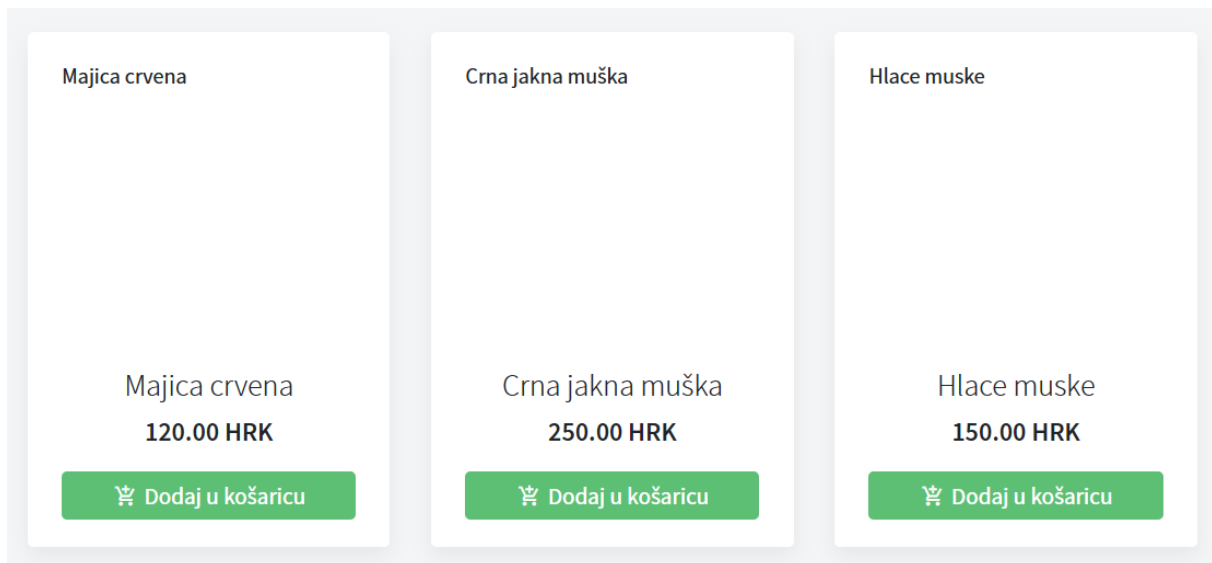 Majica crvena
Majica crvena
120.00 HRK
Dodaj u košaricu
Crna jakna muška
Crna jakna muška
250.00 HRK
Dodaj u košaricu
Hlace muske
Hlace muske
150.00 HRK
Dodaj u košaricu